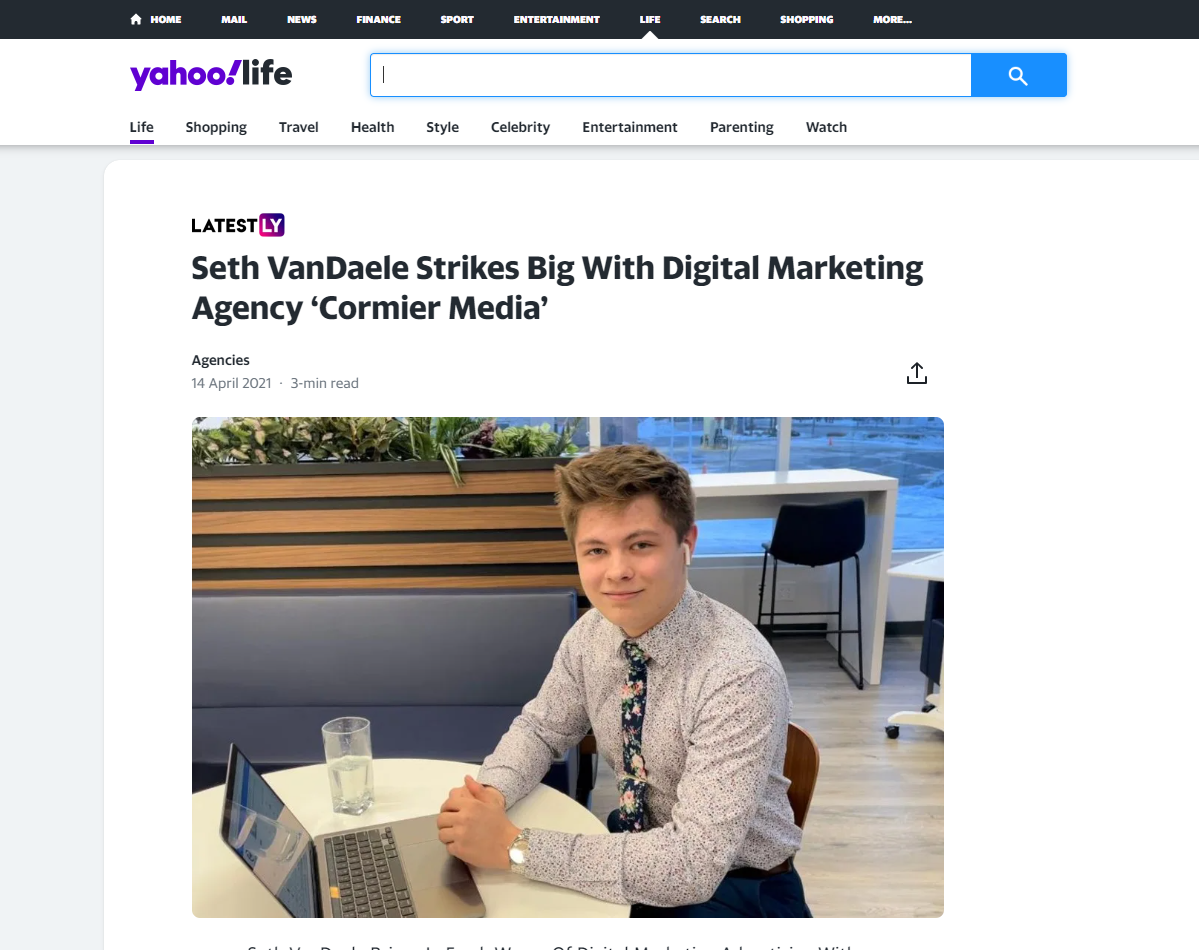 HOME MAIL NEWS FINANCE SPORT ENTERTAINMENT LIFE SEARCH SHOPPING MORE...
yahoo!life
Life Shopping Travel Health Style Celebrity Entertainment Parenting Watch
LATESTLY
Seth VanDaele Strikes Big With Digital Marketing
Agency ‘Cormier Media’
Agencies
14 April 2021 · 3-min read